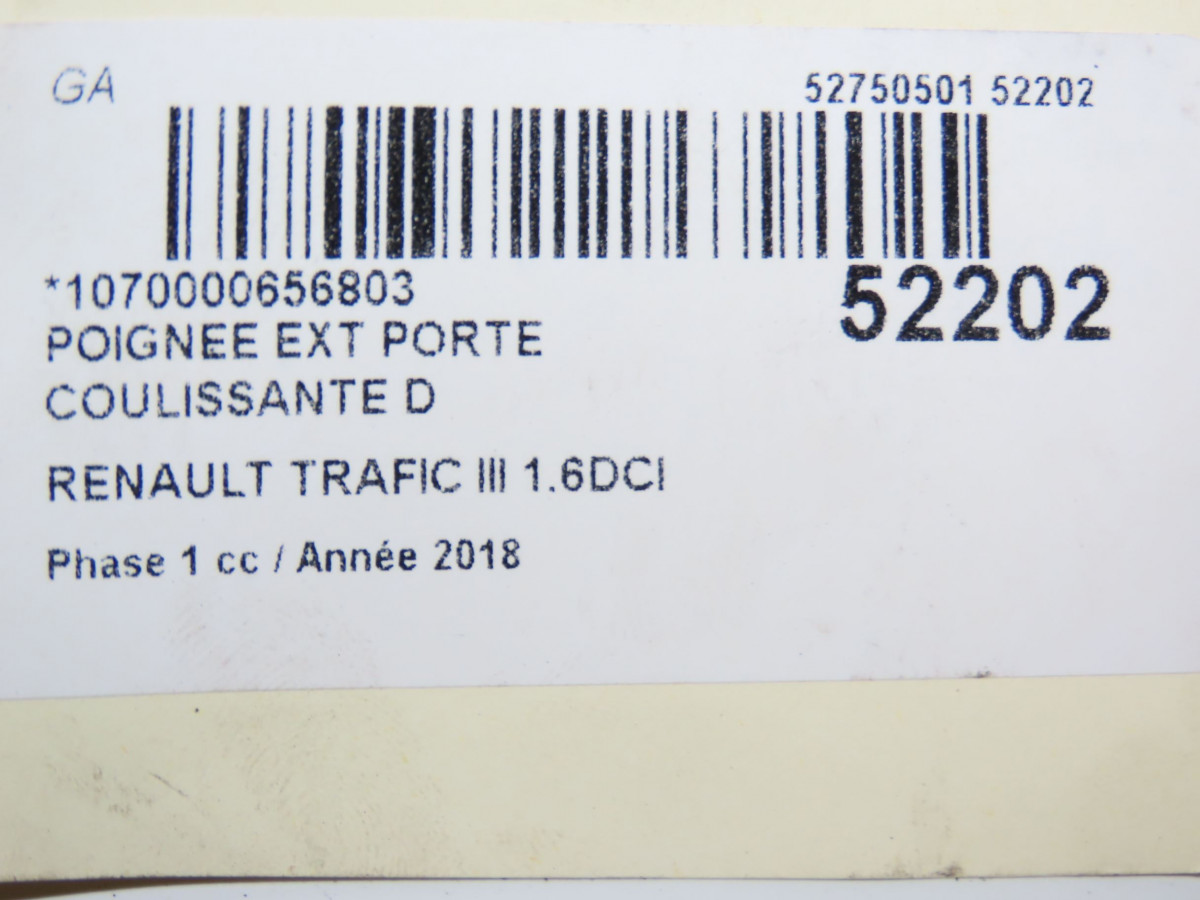 GA
52750501 52202
*1070000656803
52202
POIGNEE EXT PORTE
COULISSANTE D
RENAULT TRAFIC III 1.6DCI
Phase 1 cc / Année 2018